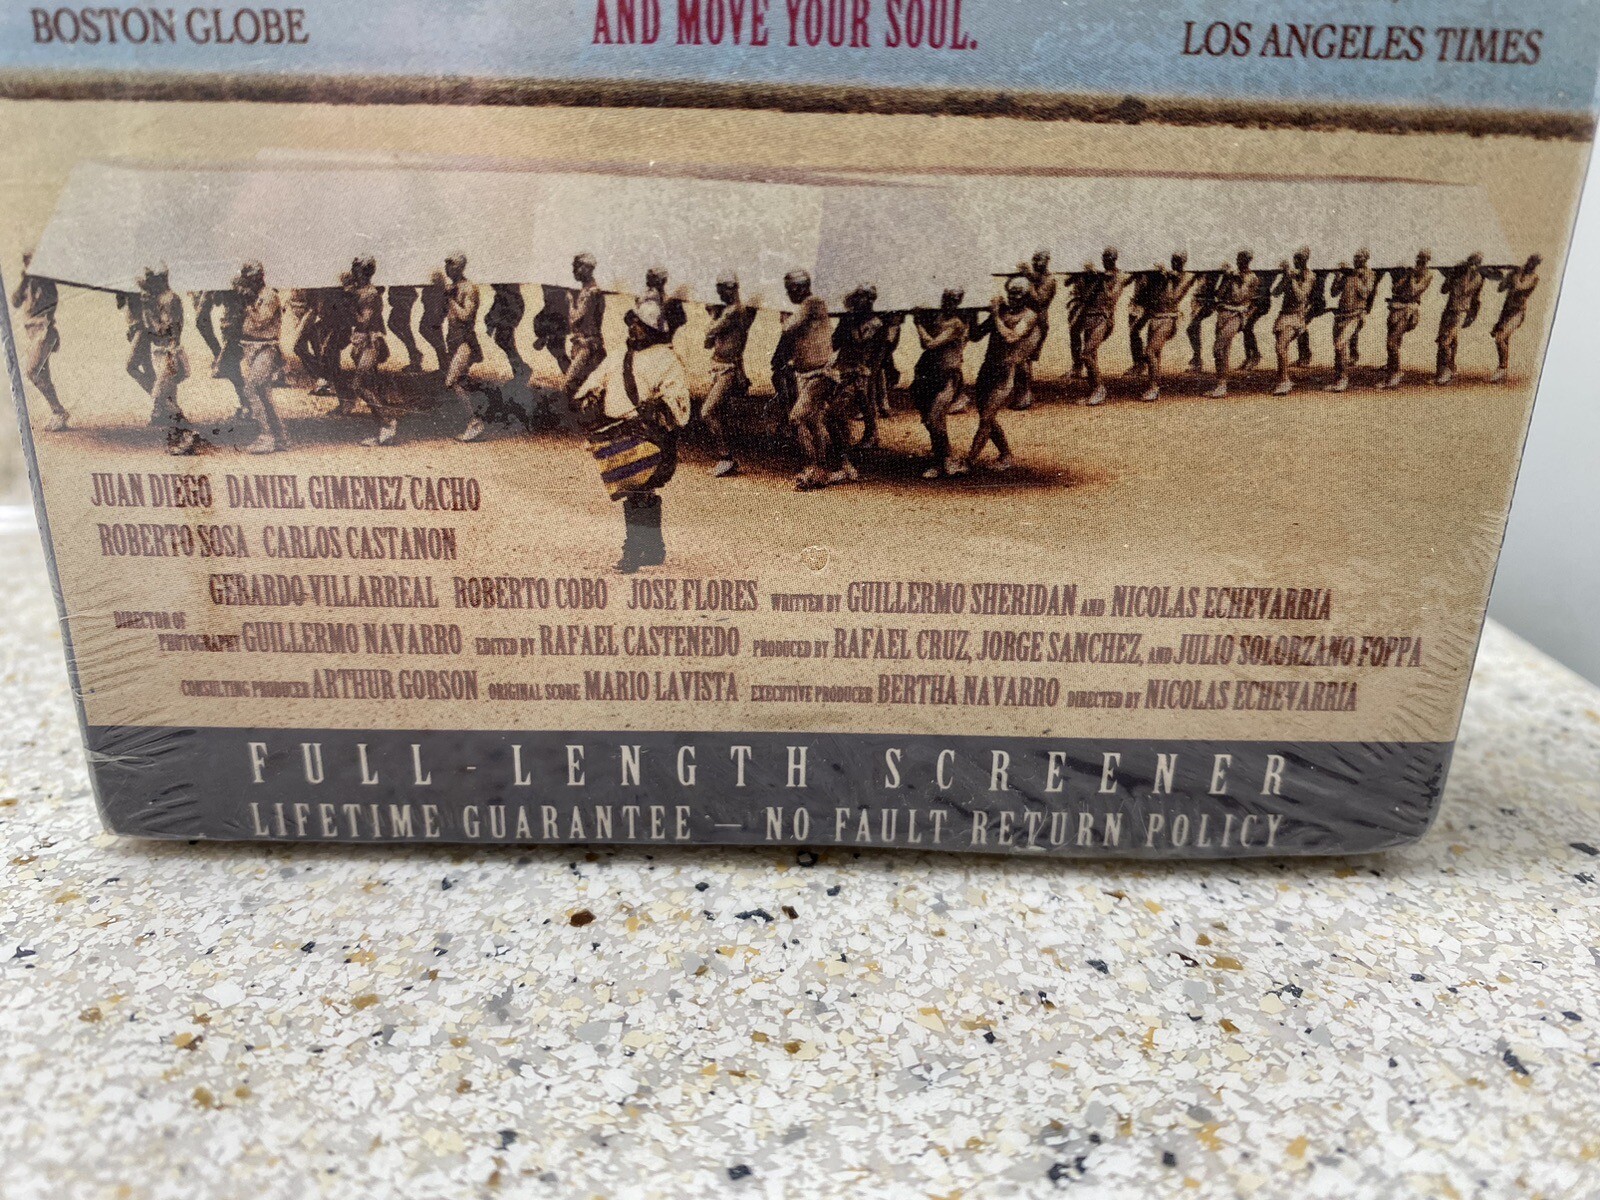 BOSTON GLOBE
AND MOVE YOUR SOUL.
LOS ANGELES TIMES
JUAN DIEGO DANIEL GIMENEZ CACHO
ROBERTO SOSA CARLOS CASTANON
GERARDO VILLARREAL ROBERTO COBO JOSE FLORES WRITTEN BY GUILLERMO SHERIDAN AND NICOLAS ECHEVARRIA
DIRECTOR OF PHOTOGRAPHY GUILLERMO NAVARRO EDITED BY RAFAEL CASTENEDO PRODUCED BY RAFAEL CRUZ, JORGE SANCHEZ, AND JULIO SOLORZANO FOPPA
CONSULTING PRODUCER ARTHUR GORSON ORIGINAL SCORE MARIO LAVISTA EXECUTIVE PRODUCER BERTHA NAVARRO DIRECTED BY NICOLAS ECHEVARRIA
FULL-LENGTH SCREENER
LIFETIME GUARANTEE — NO FAULT RETURN POLICY